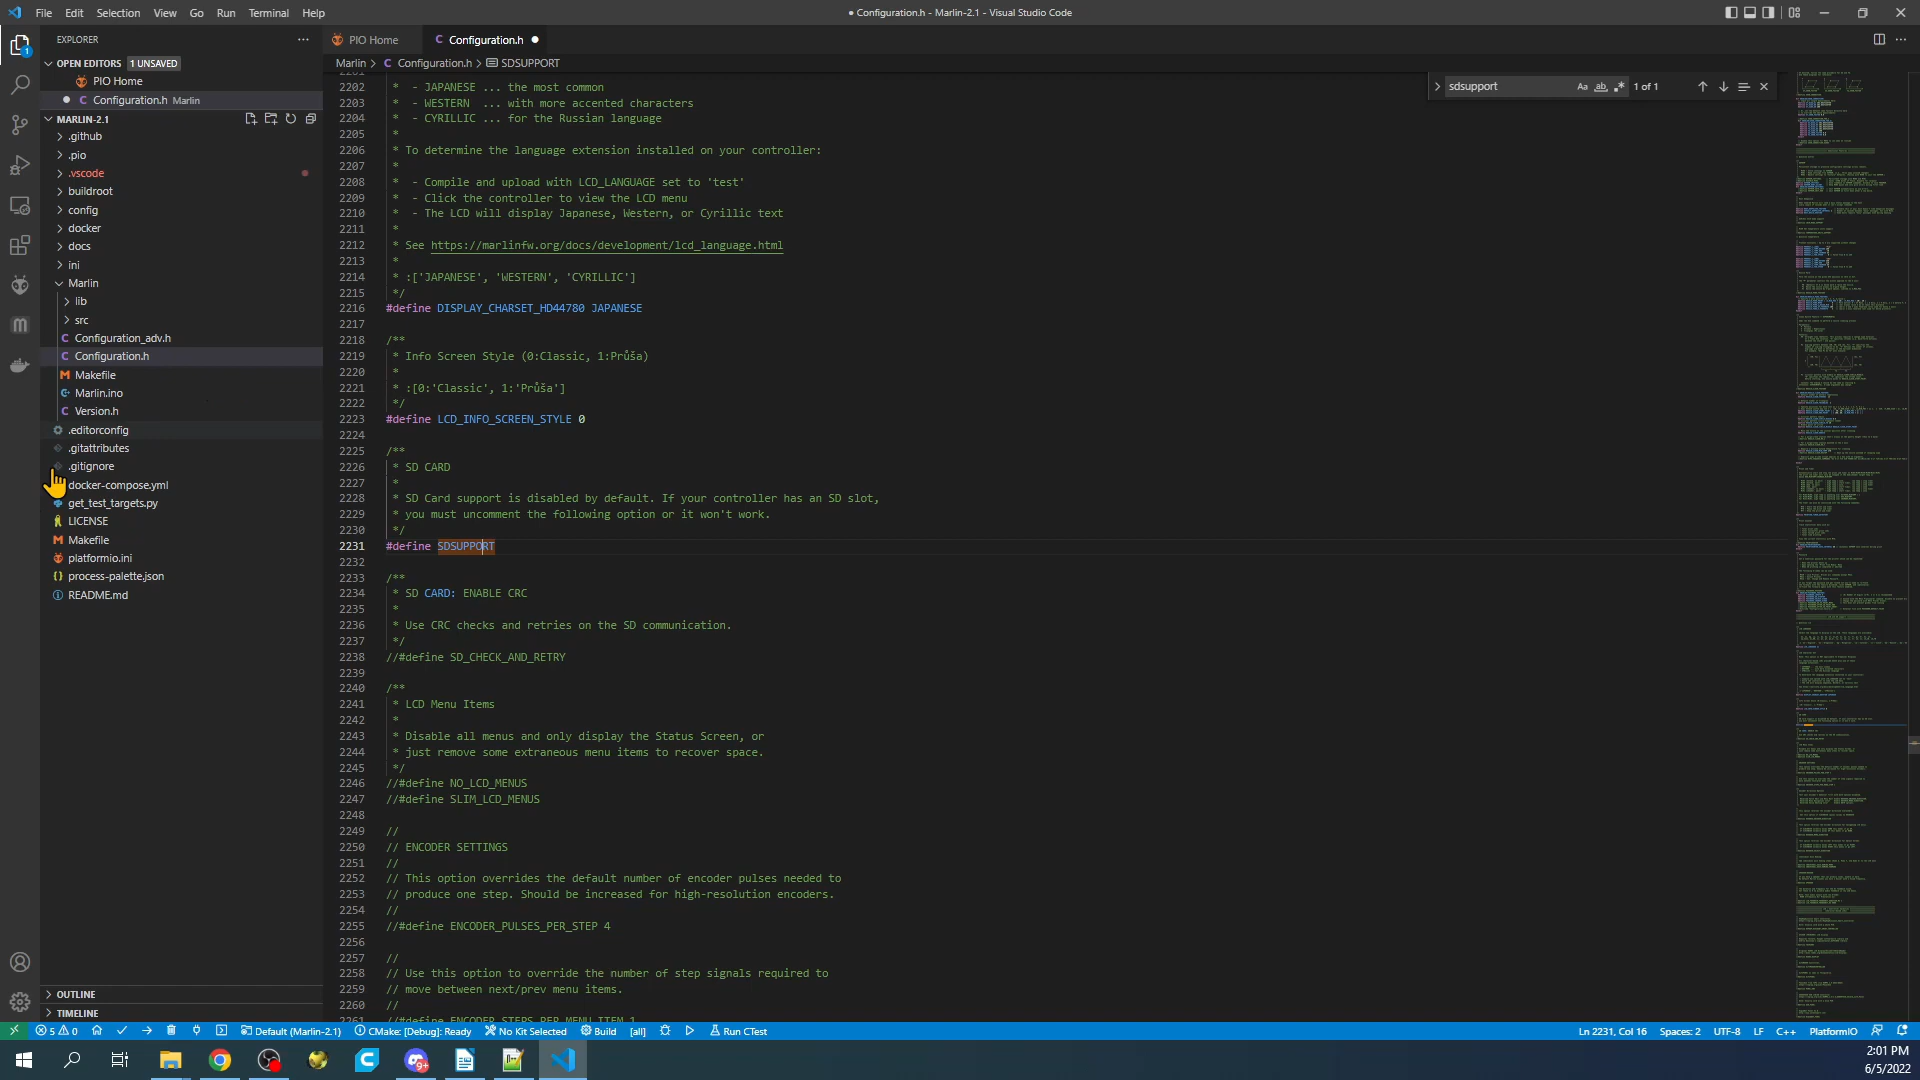 File Edit Selection View Go Run Terminal Help
● Configuration.h - Marlin-2.1 - Visual Studio Code
EXPLORER
PIO Home
Configuration.h
OPEN EDITORS 1 UNSAVED
Marlin > Configuration.h > SDSUPPORT
PIO Home
Configuration.h Marlin
MARLIN-2.1
.github
.pio
.vscode
buildroot
config
docker
docs
ini
Marlin
lib
src
Configuration_adv.h
Configuration.h
Makefile
Marlin.ino
Version.h
.editorconfig
.gitattributes
.gitignore
docker-compose.yml
get_test_targets.py
LICENSE
Makefile
platformio.ini
process-palette.json
README.md
OUTLINE
TIMELINE
sdsupport
Aa ab .* 1 of 1
2202 * - JAPANESE ... the most common
2203 * - WESTERN ... with more accented characters
2204 * - CYRILLIC ... for the Russian language
2205 *
2206 * To determine the language extension installed on your controller:
2207 *
2208 * - Compile and upload with LCD_LANGUAGE set to 'test'
2209 * - Click the controller to view the LCD menu
2210 * - The LCD will display Japanese, Western, or Cyrillic text
2211 *
2212 * See https://marlinfw.org/docs/development/lcd_language.html
2213 *
2214 * :['JAPANESE', 'WESTERN', 'CYRILLIC']
2215 */
2216 #define DISPLAY_CHARSET_HD44780 JAPANESE
2217
2218 /**
2219 * Info Screen Style (0:Classic, 1:Průša)
2220 *
2221 * :[0:'Classic', 1:'Průša']
2222 */
2223 #define LCD_INFO_SCREEN_STYLE 0
2224
2225 /**
2226 * SD CARD
2227 *
2228 * SD Card support is disabled by default. If your controller has an SD slot,
2229 * you must uncomment the following option or it won't work.
2230 */
2231 #define SDSUPPORT
2232
2233 /**
2234 * SD CARD: ENABLE CRC
2235 *
2236 * Use CRC checks and retries on the SD communication.
2237 */
2238 //#define SD_CHECK_AND_RETRY
2239
2240 /**
2241 * LCD Menu Items
2242 *
2243 * Disable all menus and only display the Status Screen, or
2244 * just remove some extraneous menu items to recover space.
2245 */
2246 //#define NO_LCD_MENUS
2247 //#define SLIM_LCD_MENUS
2248
2249 //
2250 // ENCODER SETTINGS
2251 //
2252 // This option overrides the default number of encoder pulses needed to
2253 // produce one step. Should be increased for high-resolution encoders.
2254 //
2255 //#define ENCODER_PULSES_PER_STEP 4
2256
2257 //
2258 // Use this option to override the number of step signals required to
2259 // move between next/prev menu items.
2260 //
2261 //#define ENCODER_STEPS_PER_MENU_ITEM 1
5 0 Default (Marlin-2.1) CMake: [Debug]: Ready No Kit Selected Build [all] Run CTest
Ln 2231, Col 16 Spaces: 2 UTF-8 LF C++ PlatformIO
2:01 PM
6/5/2022